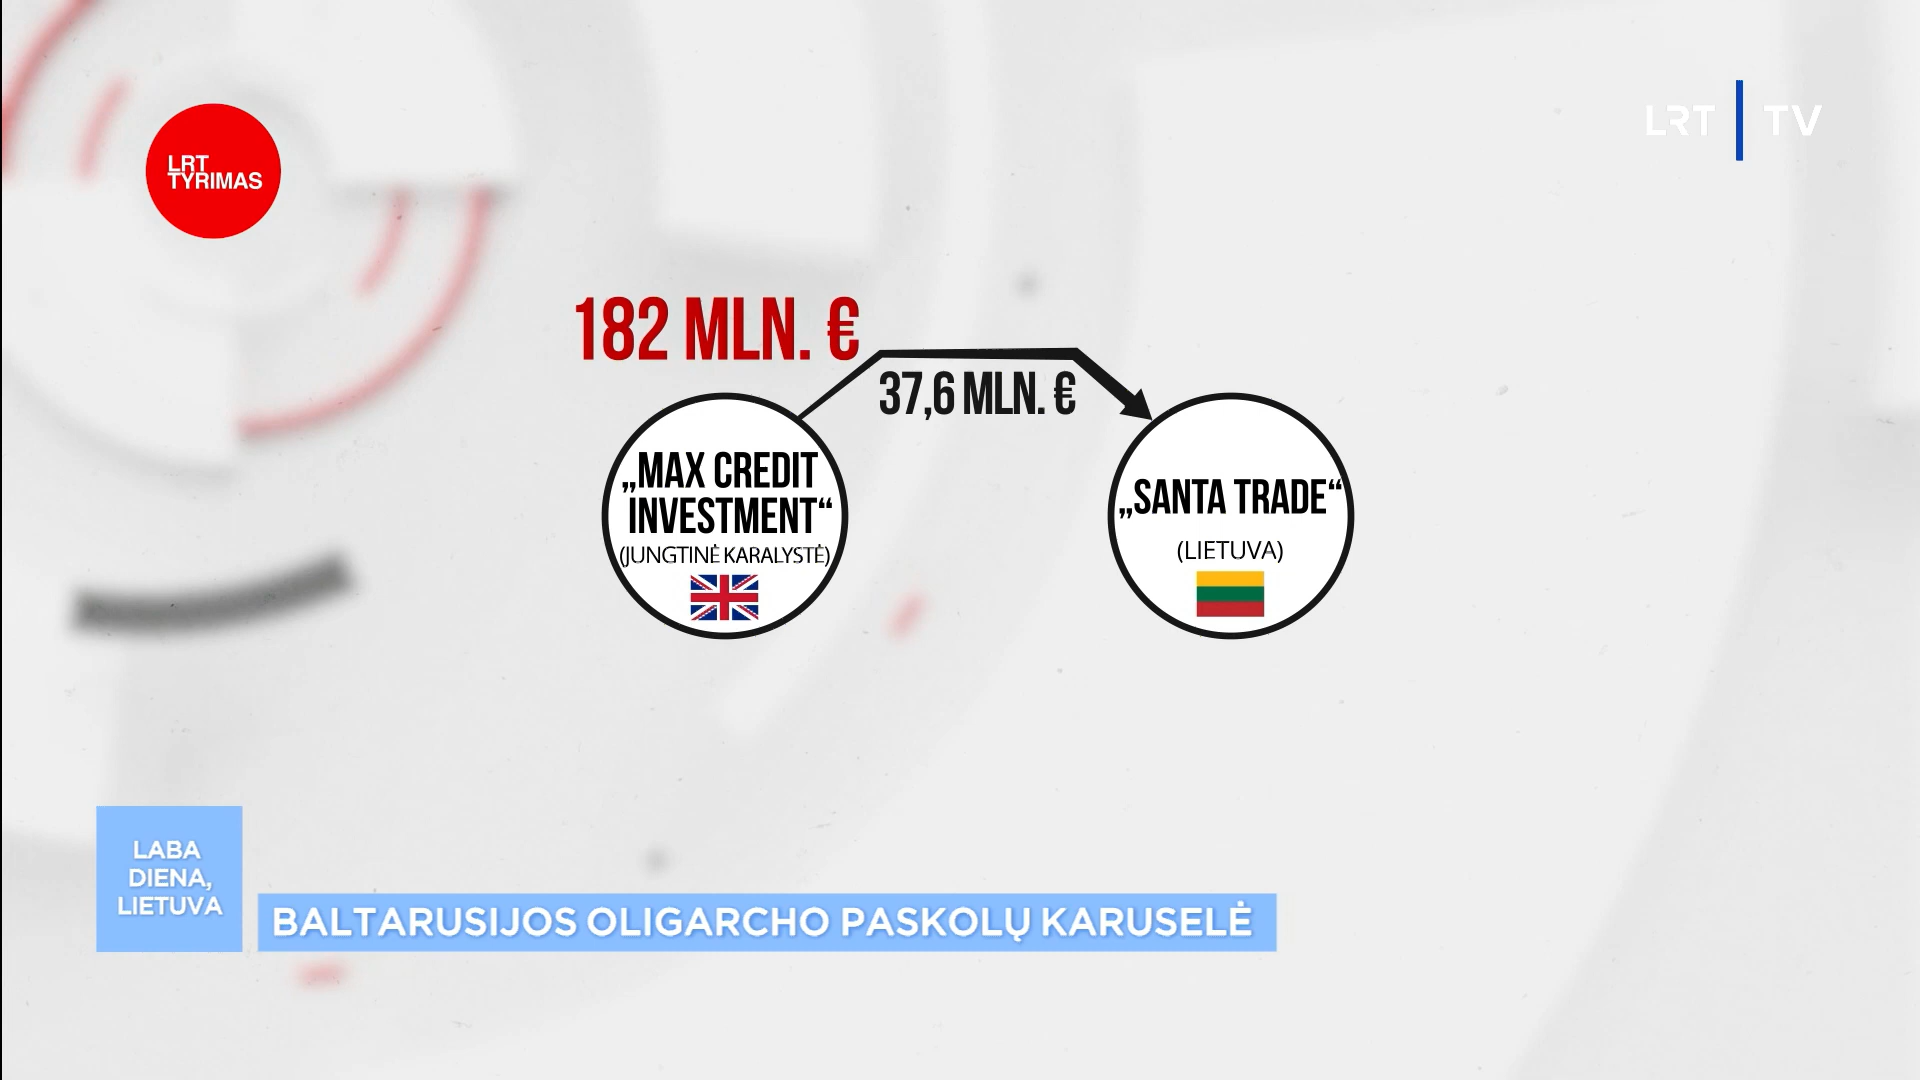 LRT
TYRIMAS
LRT | TV
182 MLN. €
37,6 MLN. €
„MAX CREDIT
INVESTMENT“
(JUNGTINĖ KARALYSTĖ)
„SANTA TRADE“
(LIETUVA)
LABA
DIENA,
LIETUVA
BALTARUSIJOS OLIGARCHO PASKOLŲ KARUSELĖ